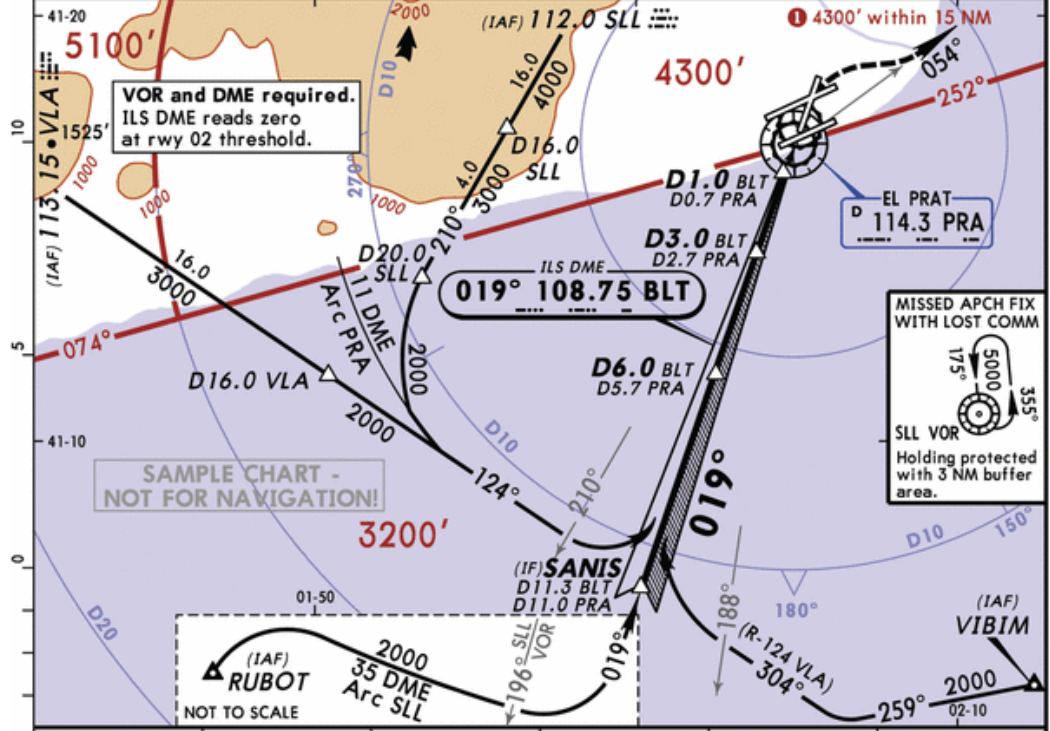 41-20
5100'
2000
(IAF) 112.0 SLL
1 4300' within 15 NM
4300'
054°
252°
D10
16.0
4000
VOR and DME required.
ILS DME reads zero
at rwy 02 threshold.
(IAF) 113.15•VLA
1525'
1000
10
1000
270°
1000
D16.0
SLL
4.0
3000
210°
D1.0 BLT
D0.7 PRA
EL PRAT
D 114.3 PRA
D3.0 BLT
D2.7 PRA
D20.0
SLL
ILS DME
019° 108.75 BLT
16.0
3000
11 DME
Arc PRA
2000
074°
5
MISSED APCH FIX
WITH LOST COMM
175°
5000
355°
SLL VOR
Holding protected
with 3 NM buffer
area.
D16.0 VLA
D6.0 BLT
D5.7 PRA
2000
41-10
D10
124°
SAMPLE CHART -
NOT FOR NAVIGATION!
210°
019°
3200'
D10
150°
0
(IF)SANIS
D11.3 BLT
D11.0 PRA
01-50
180°
188°
D20
(IAF)
VIBIM
(IAF)
RUBOT
2000
35 DME
Arc SLL
196° SLL
VOR
019°
(R-124 VLA)
304°
259°
2000
02-10
NOT TO SCALE